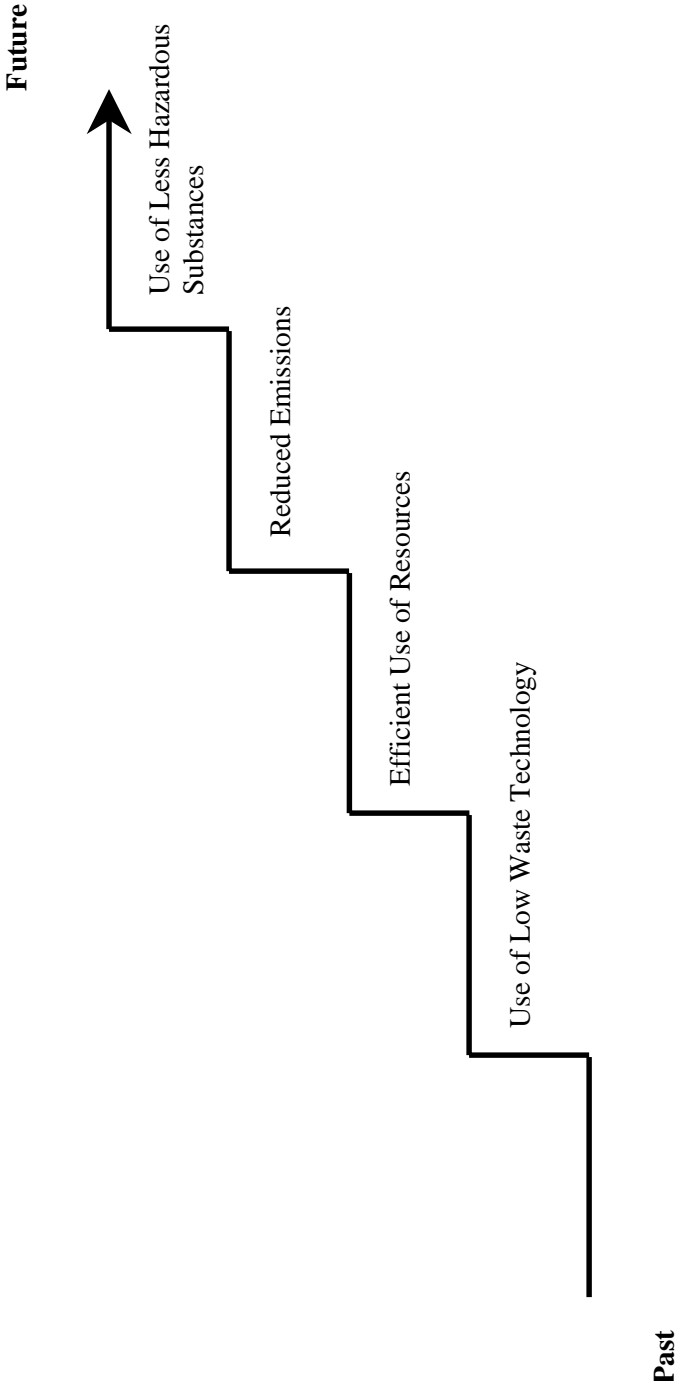 Future
Use of Less Hazardous
Substances
Reduced Emissions
Efficient Use of Resources
Use of Low Waste Technology
Past